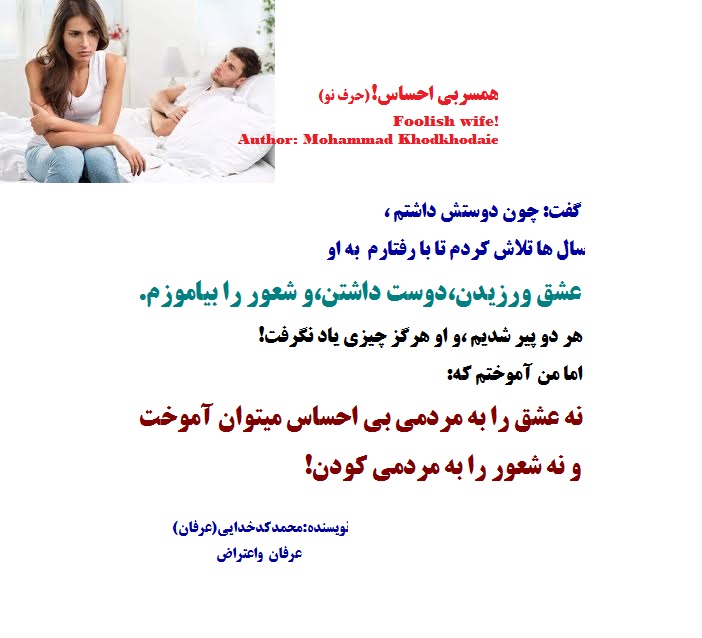 همسربی احساس!(حرف نو)
Foolish wife!
Author: Mohammad Khodkhodaie
گفت: چون دوستش داشتم ،
سال ها تلاش کردم تا با رفتارم به او
عشق ورزیدن،دوست داشتن،و شعور را بیاموزم.
هر دو پیر شدیم ،و او هرگز چیزی یاد نگرفت!
اما من آموختم که:
نه عشق را به مردمی بی احساس میتوان آموخت
و نه شعور را به مردمی کودن!
نویسنده:محمدکدخدایی(عرفان)
عرفان واعتراض